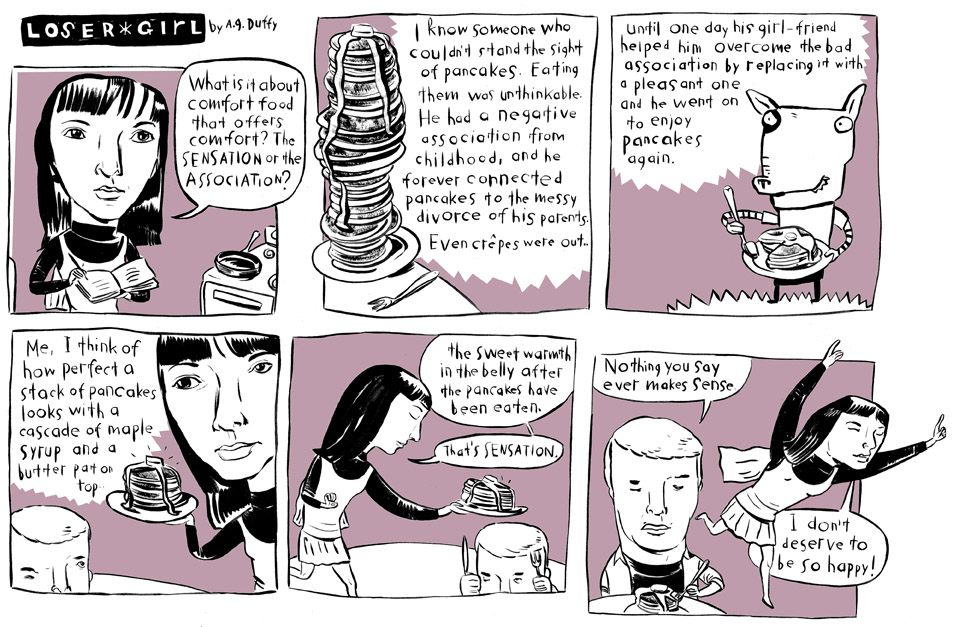 LOSER*GIRL by A.G. Duffy
What is it about
comfort food
that offers
comfort? The
SENSATION or the
ASSOCIATION?
I know someone who
couldn't stand the sight
of pancakes. Eating
them was unthinkable.
He had a negative
association from
childhood, and he
forever connected
pancakes to the messy
divorce of his parents.
Even crêpes were out..
until one day his girl-friend
helped him overcome the bad
association by replacing it with
a pleasant one
and he went on
to enjoy
pancakes
again.
Me, I think of
how perfect a
stack of pancakes
looks with a
cascade of maple
syrup and a
butter pat on
top..
the sweet warmth
in the belly after
the pancakes have
been eaten.
That's SENSATION.
Nothing you say
ever makes sense
I don't
deserve to
be so happy!